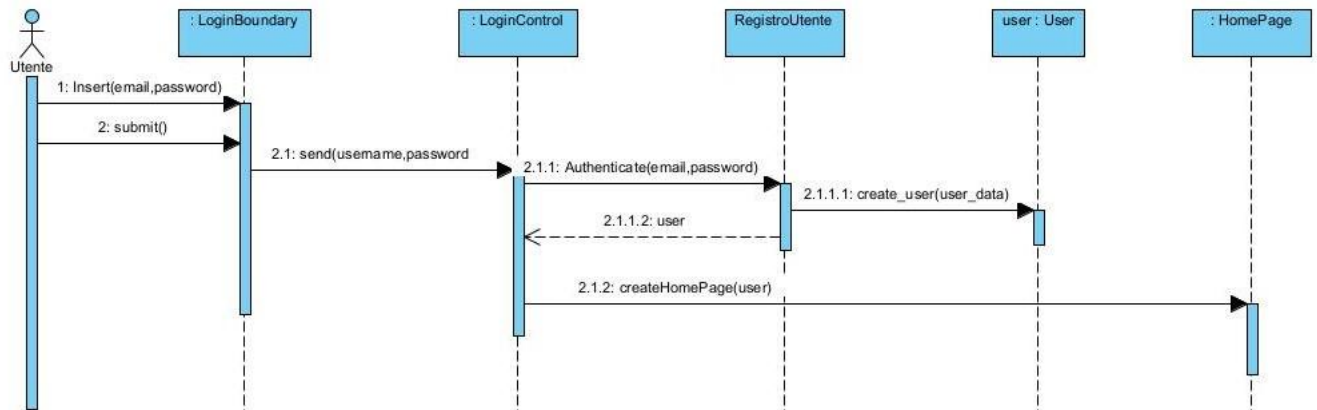 : LoginBoundary
: LoginControl
RegistroUtente
user : User
: HomePage
Utente
1: Insert(email,password)
2: submit()
2.1: send(username,password
2.1.1: Authenticate(email,password)
2.1.1.1: create_user(user_data)
2.1.1.2: user
2.1.2: createHomePage(user)